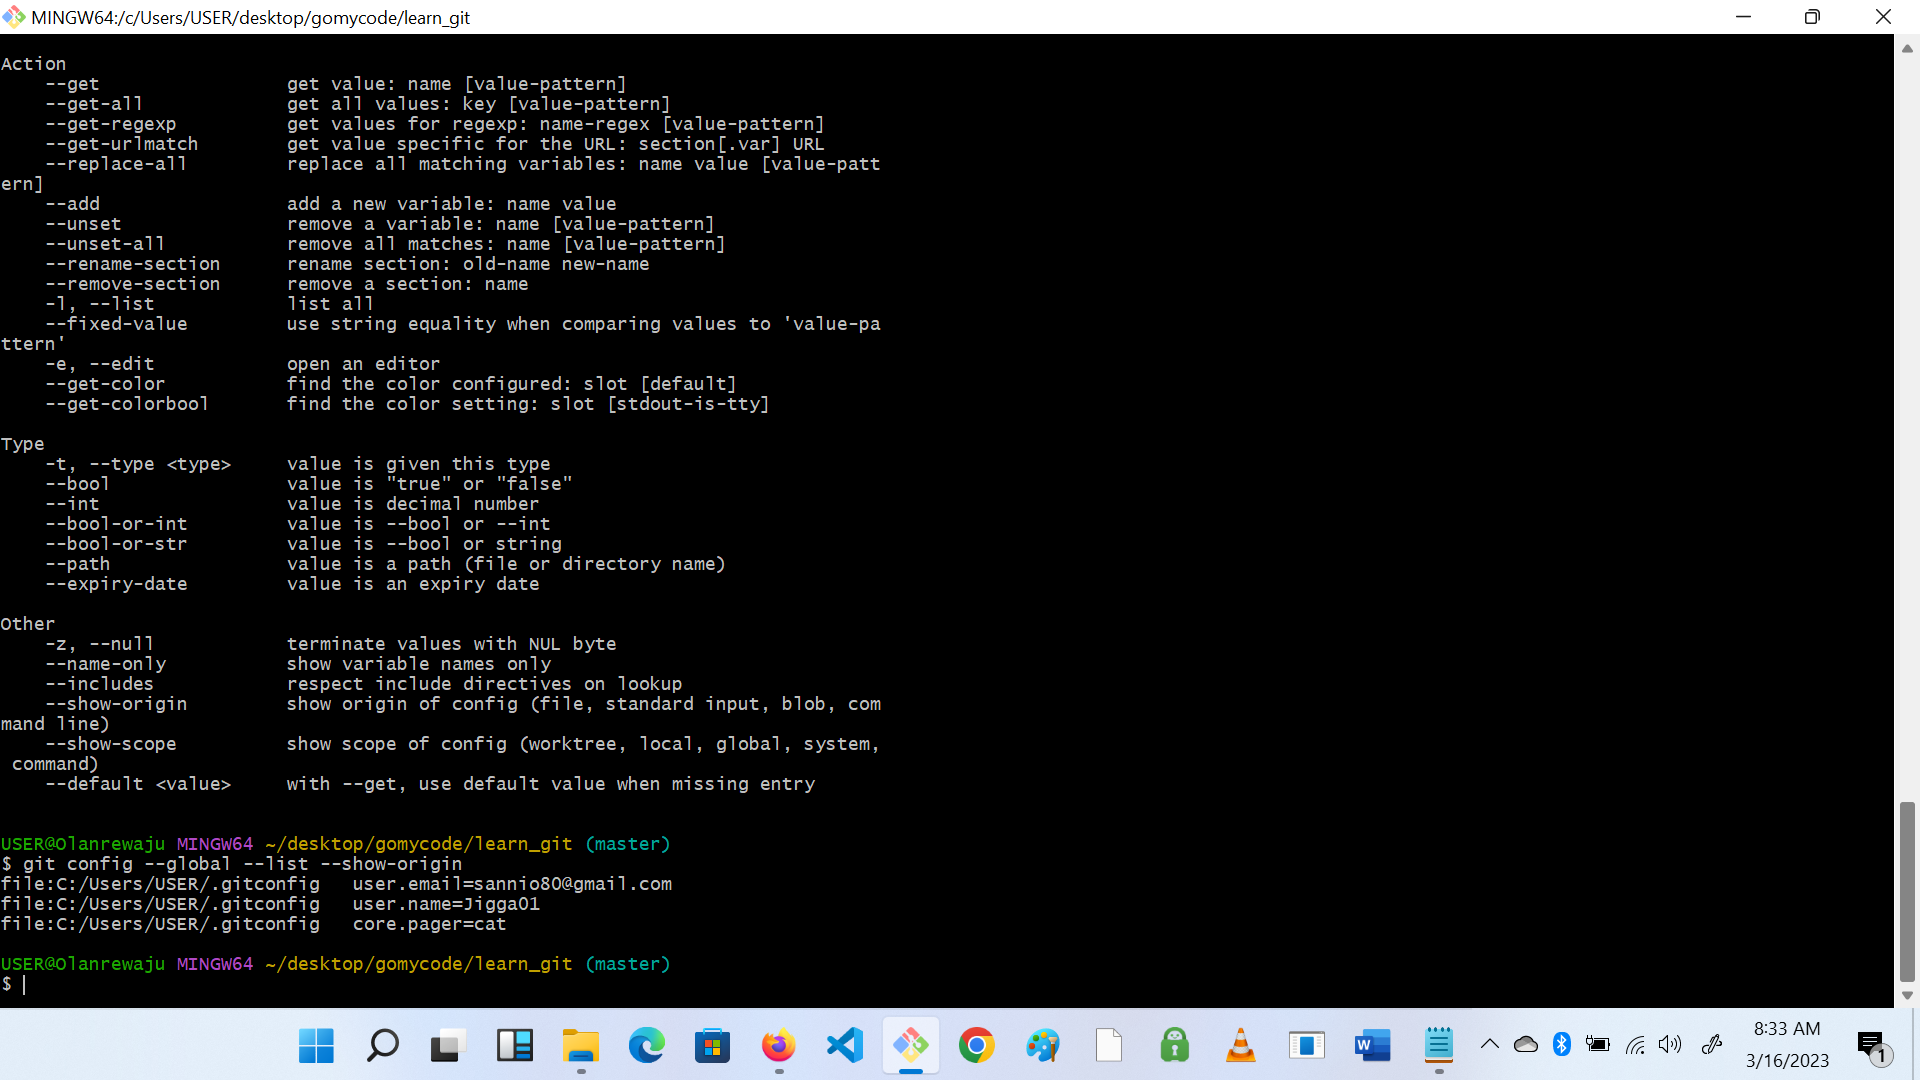 MINGW64:/c/Users/USER/desktop/gomycode/learn_git
Action
    --get                 get value: name [value-pattern]
    --get-all             get all values: key [value-pattern]
    --get-regexp          get values for regexp: name-regex [value-pattern]
    --get-urlmatch        get value specific for the URL: section[.var] URL
    --replace-all         replace all matching variables: name value [value-patt
ern]
    --add                 add a new variable: name value
    --unset               remove a variable: name [value-pattern]
    --unset-all           remove all matches: name [value-pattern]
    --rename-section      rename section: old-name new-name
    --remove-section      remove a section: name
    -l, --list            list all
    --fixed-value         use string equality when comparing values to 'value-pa
ttern'
    -e, --edit            open an editor
    --get-color           find the color configured: slot [default]
    --get-colorbool       find the color setting: slot [stdout-is-tty]
Type
    -t, --type <type>     value is given this type
    --bool                value is "true" or "false"
    --int                 value is decimal number
    --bool-or-int         value is --bool or --int
    --bool-or-str         value is --bool or string
    --path                value is a path (file or directory name)
    --expiry-date         value is an expiry date
Other
    -z, --null            terminate values with NUL byte
    --name-only           show variable names only
    --includes            respect include directives on lookup
    --show-origin         show origin of config (file, standard input, blob, com
mand line)
    --show-scope          show scope of config (worktree, local, global, system,
 command)
    --default <value>     with --get, use default value when missing entry
USER@Olanrewaju MINGW64 ~/desktop/gomycode/learn_git (master)
$ git config --global --list --show-origin
file:C:/Users/USER/.gitconfig   user.email=sannio80@gmail.com
file:C:/Users/USER/.gitconfig   user.name=Jigga01
file:C:/Users/USER/.gitconfig   core.pager=cat
USER@Olanrewaju MINGW64 ~/desktop/gomycode/learn_git (master)
$
W
8:33 AM
3/16/2023
1